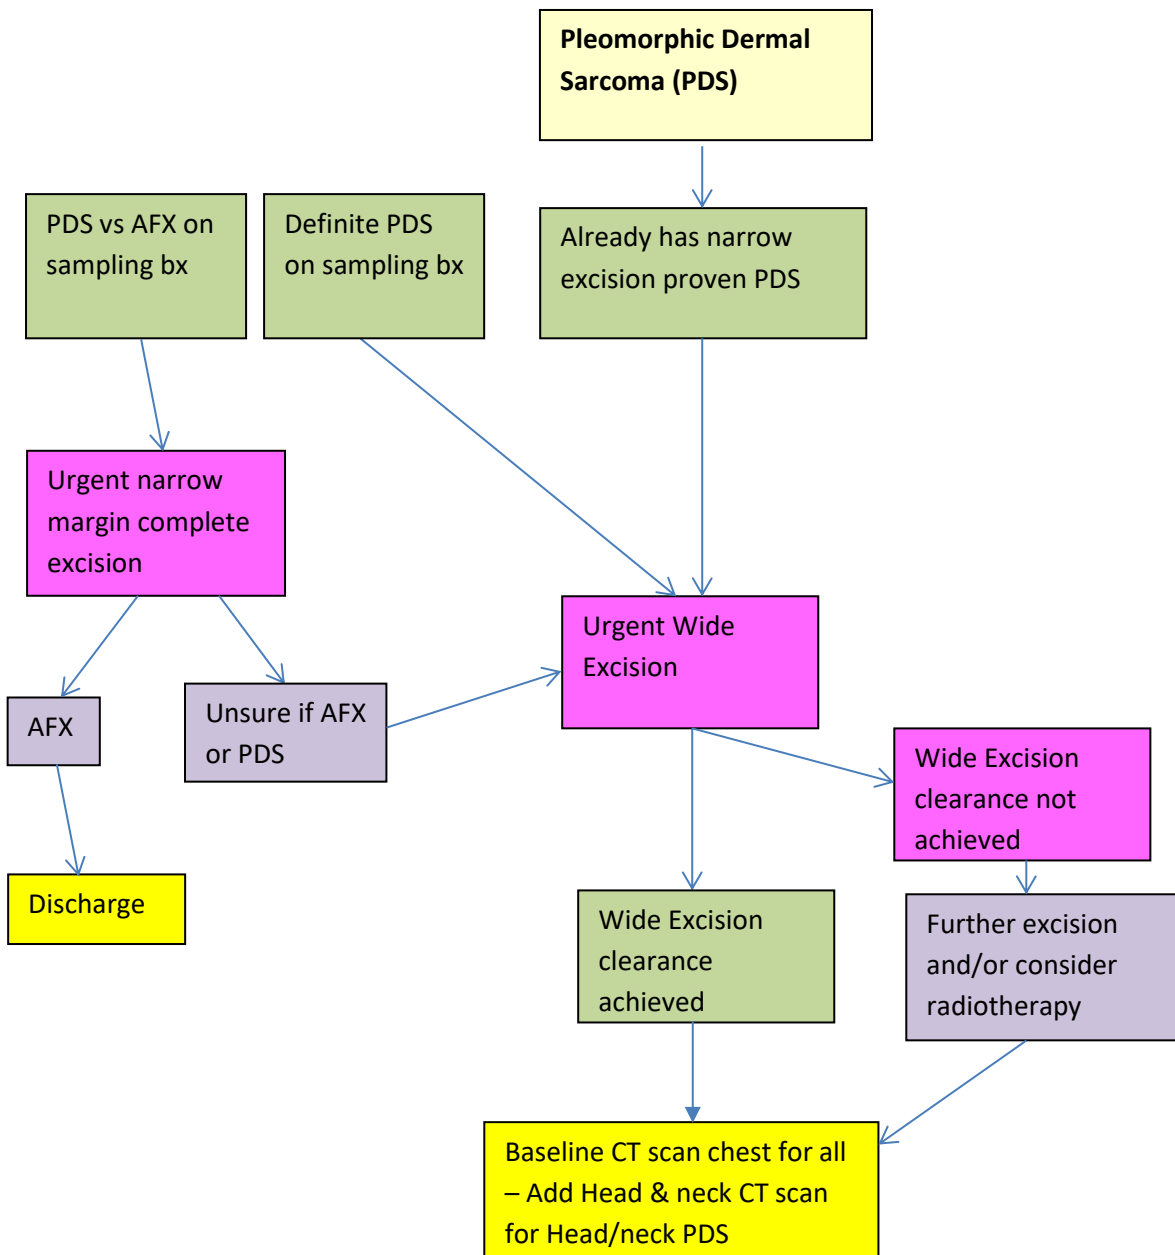 Pleomorphic Dermal
Sarcoma (PDS)
PDS vs AFX on
sampling bx
Definite PDS
on sampling bx
Already has narrow
excision proven PDS
Urgent narrow
margin complete
excision
Urgent Wide
Excision
AFX
Unsure if AFX
or PDS
Wide Excision
clearance not
achieved
Discharge
Wide Excision
clearance
achieved
Further excision
and/or consider
radiotherapy
Baseline CT scan chest for all
– Add Head & neck CT scan
for Head/neck PDS